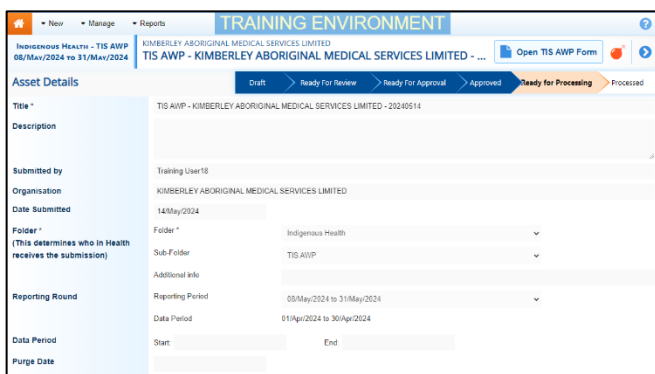 New Manage Reports TRAINING ENVIRONMENT ?
INDIGENOUS HEALTH - TIS AWP
08/MAY/2024 TO 31/MAY/2024
KIMBERLEY ABORIGINAL MEDICAL SERVICES LIMITED
TIS AWP - KIMBERLEY ABORIGINAL MEDICAL SERVICES LIMITED - ...
Open TIS AWP Form
Asset Details
Draft Ready For Review Ready For Approval Approved Ready for Processing Processed
Title * TIS AWP - KIMBERLEY ABORIGINAL MEDICAL SERVICES LIMITED - 20240514
Description
Submitted by Training User18
Organisation KIMBERLEY ABORIGINAL MEDICAL SERVICES LIMITED
Date Submitted 14/May/2024
Folder * Folder * Indigenous Health
(This determines who in Health
receives the submission) Sub-Folder TIS AWP
Additional info
Reporting Round Reporting Period 08/May/2024 to 31/May/2024
Data Period 01/Apr/2024 to 30/Apr/2024
Data Period Start End
Purge Date